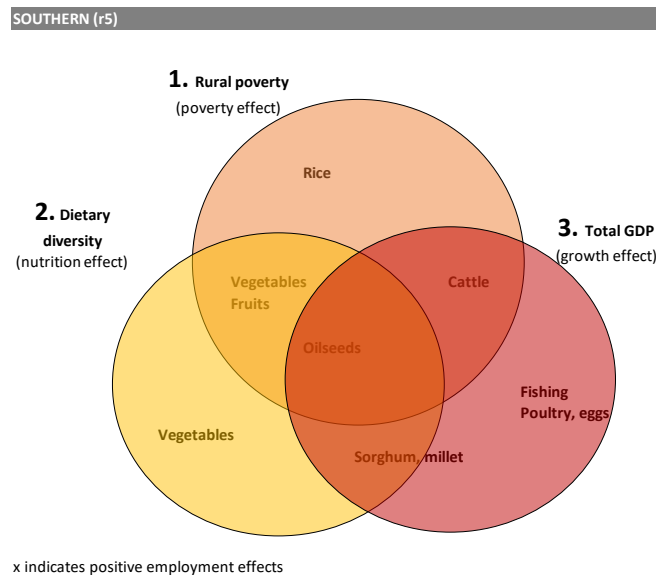 SOUTHERN (r5)
1. Rural poverty
(poverty effect)
Rice
2. Dietary
diversity
(nutrition effect)
3. Total GDP
(growth effect)
Vegetables
Fruits
Cattle
Oilseeds
Fishing
Poultry, eggs
Vegetables
Sorghum, millet
x indicates positive employment effects